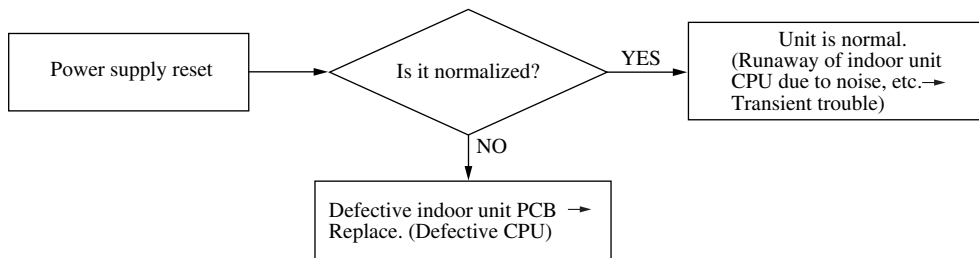 Power supply reset
Is it normalized?
YES
Unit is normal.
(Runaway of indoor unit
CPU due to noise, etc.→
Transient trouble)
NO
Defective indoor unit PCB →
Replace. (Defective CPU)